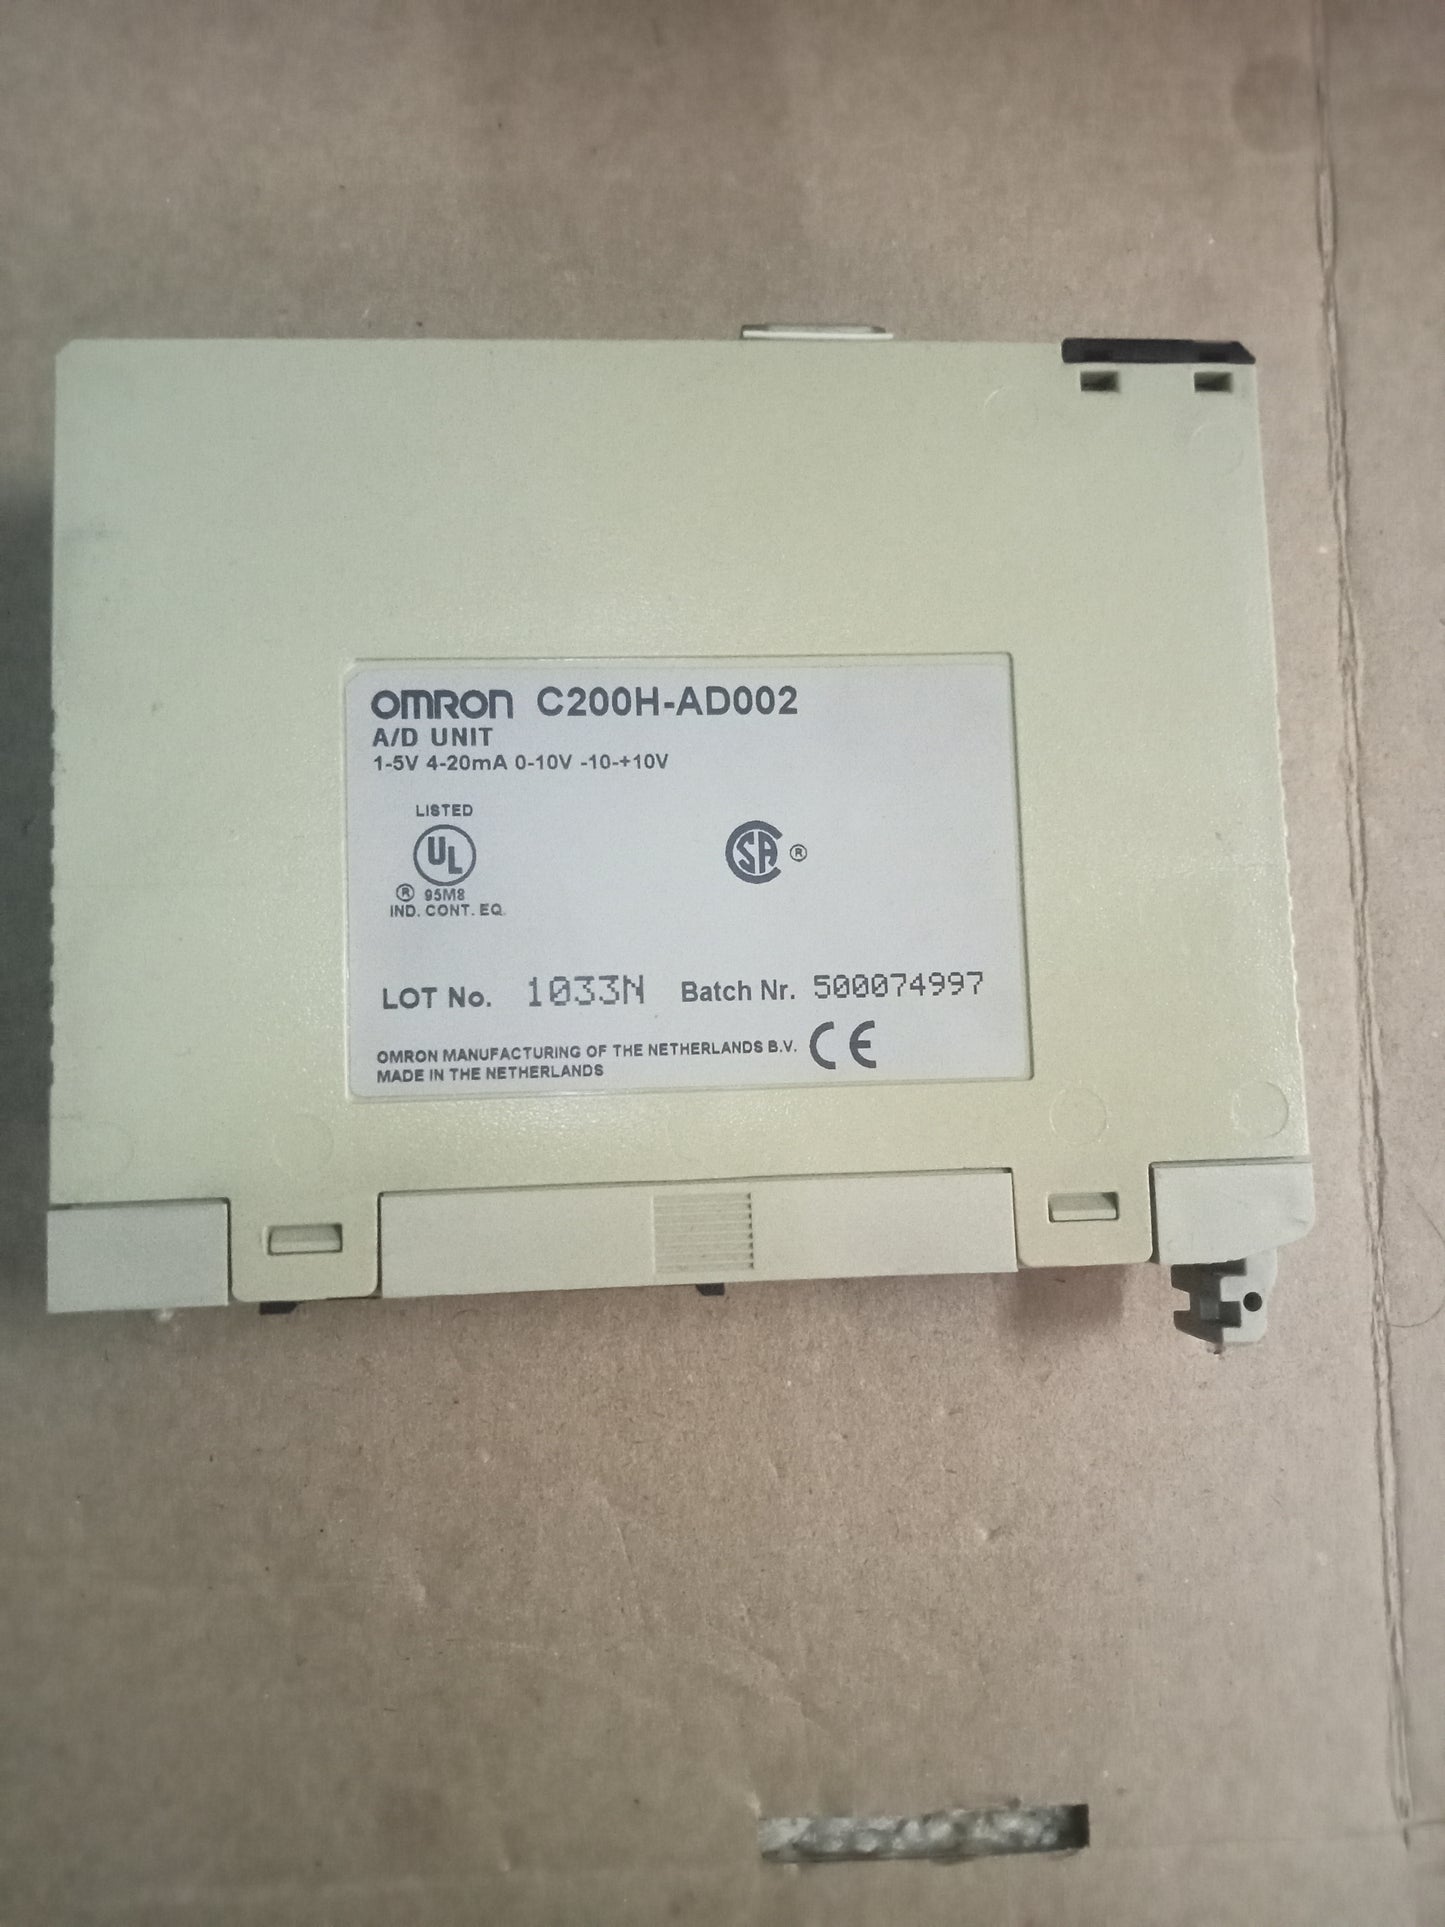 OMRON C200H-AD002
A/D UNIT
1-5V 4-20mA 0-10V -10-+10V
LISTED
UL
® 95M8
IND. CONT. EQ.
SA ®
LOT No. 1033N Batch Nr. 500074997
OMRON MANUFACTURING OF THE NETHERLANDS B.V. CE
MADE IN THE NETHERLANDS